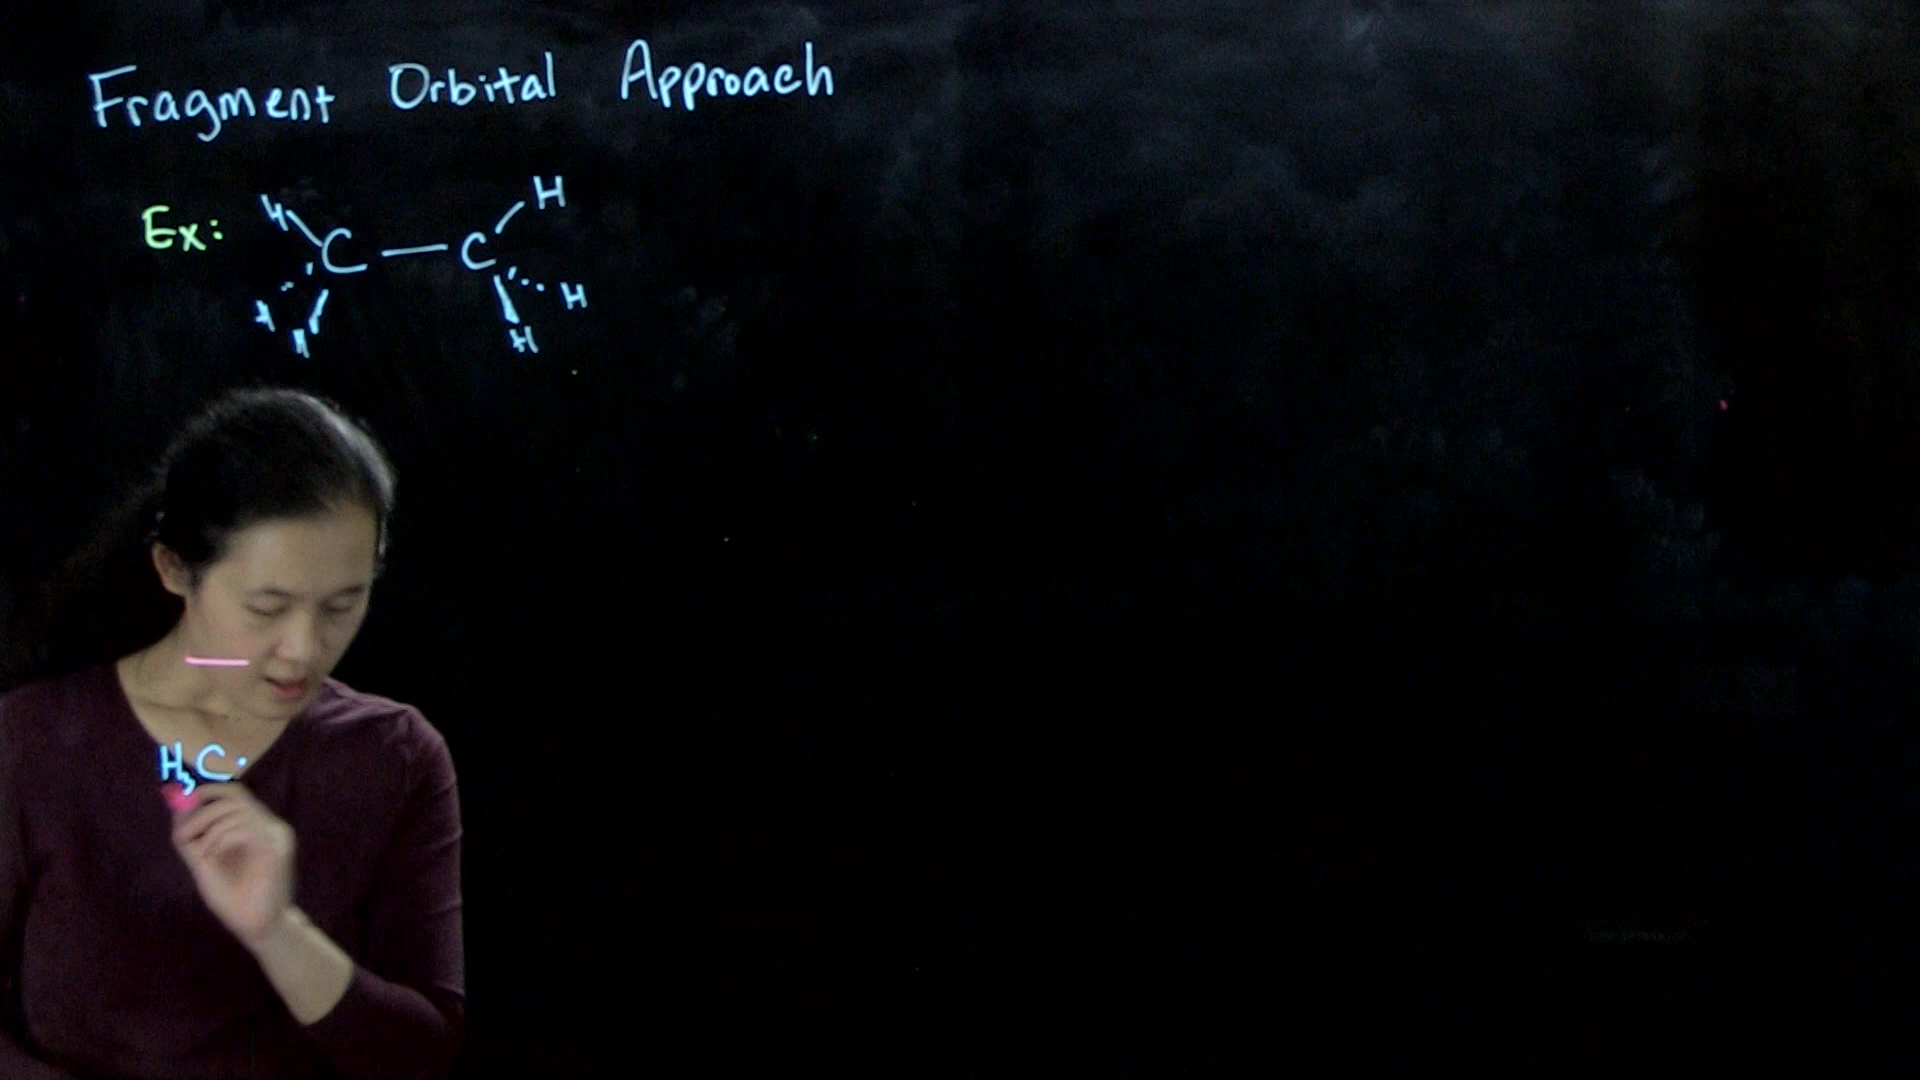 Fragment Orbital Approach
Ex:
H H
C — C
H H
H H
H₃C·